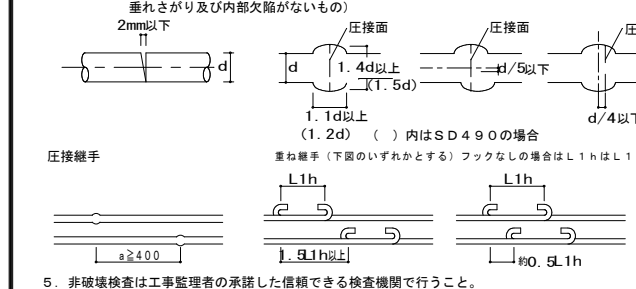 垂れさがり及び内部欠陥がないもの）
2mm以下
圧接面
圧接面
d
d
1.4d以上
(1.5d)
d/5以下
1.1d以上
(1.2d)
d/4以下
（ ）内はSD490の場合
圧接継手
重ね継手（下図のいずれかとする）フックなしの場合はL1hはL1
L1h
L1h
a≧400
1.5L1h以上
約0.5L1h
5．非破壊検査は工事監理者の承諾した信頼できる検査機関で行うこと。